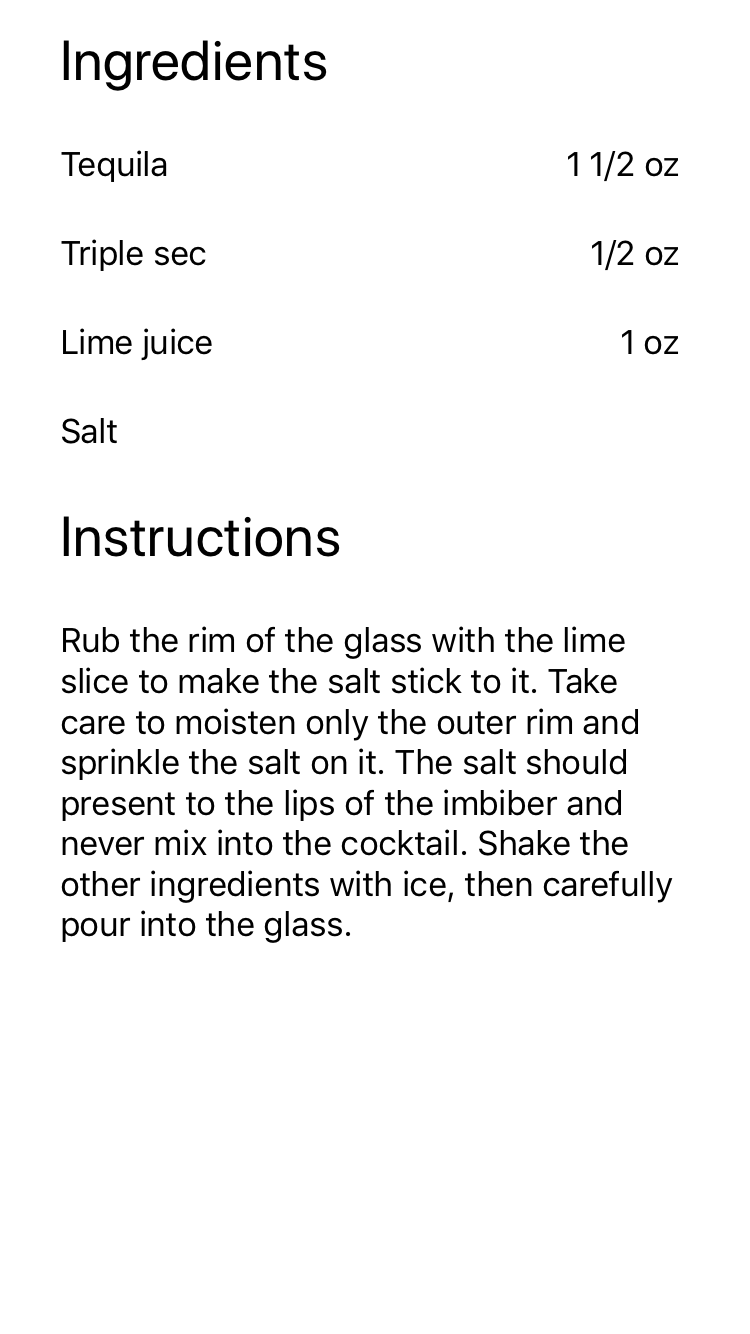 Ingredients
Tequila 1 1/2 oz
Triple sec 1/2 oz
Lime juice 1 oz
Salt
Instructions
Rub the rim of the glass with the lime
slice to make the salt stick to it. Take
care to moisten only the outer rim and
sprinkle the salt on it. The salt should
present to the lips of the imbiber and
never mix into the cocktail. Shake the
other ingredients with ice, then carefully
pour into the glass.